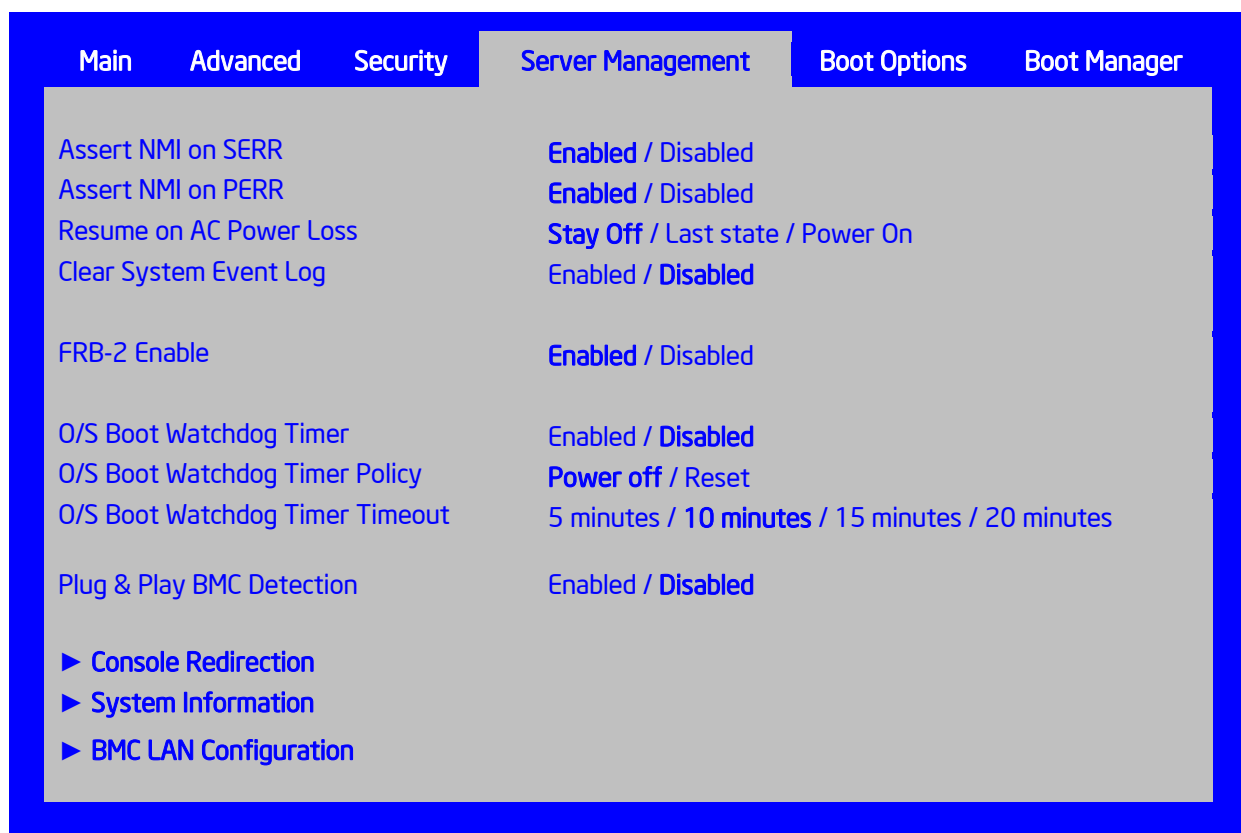 Main Advanced Security Server Management Boot Options Boot Manager
Assert NMI on SERR Enabled / Disabled
Assert NMI on PERR Enabled / Disabled
Resume on AC Power Loss Stay Off / Last state / Power On
Clear System Event Log Enabled / Disabled
FRB-2 Enable Enabled / Disabled
O/S Boot Watchdog Timer Enabled / Disabled
O/S Boot Watchdog Timer Policy Power off / Reset
O/S Boot Watchdog Timer Timeout 5 minutes / 10 minutes / 15 minutes / 20 minutes
Plug & Play BMC Detection Enabled / Disabled
► Console Redirection
► System Information
► BMC LAN Configuration